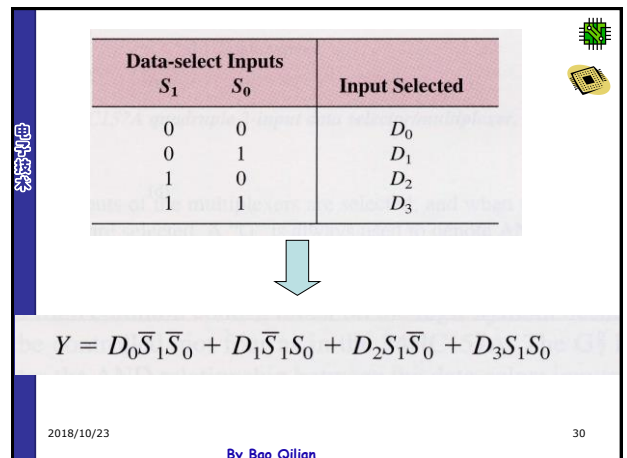 Data-select Inputs
S₁ S₀ Input Selected
0 0 D₀
0 1 D₁
1 0 D₂
1 1 D₃
电子技术
Y = D₀S̅₁S̅₀ + D₁S̅₁S₀ + D₂S₁S̅₀ + D₃S₁S₀
2018/10/23
30
By Bao Qilian